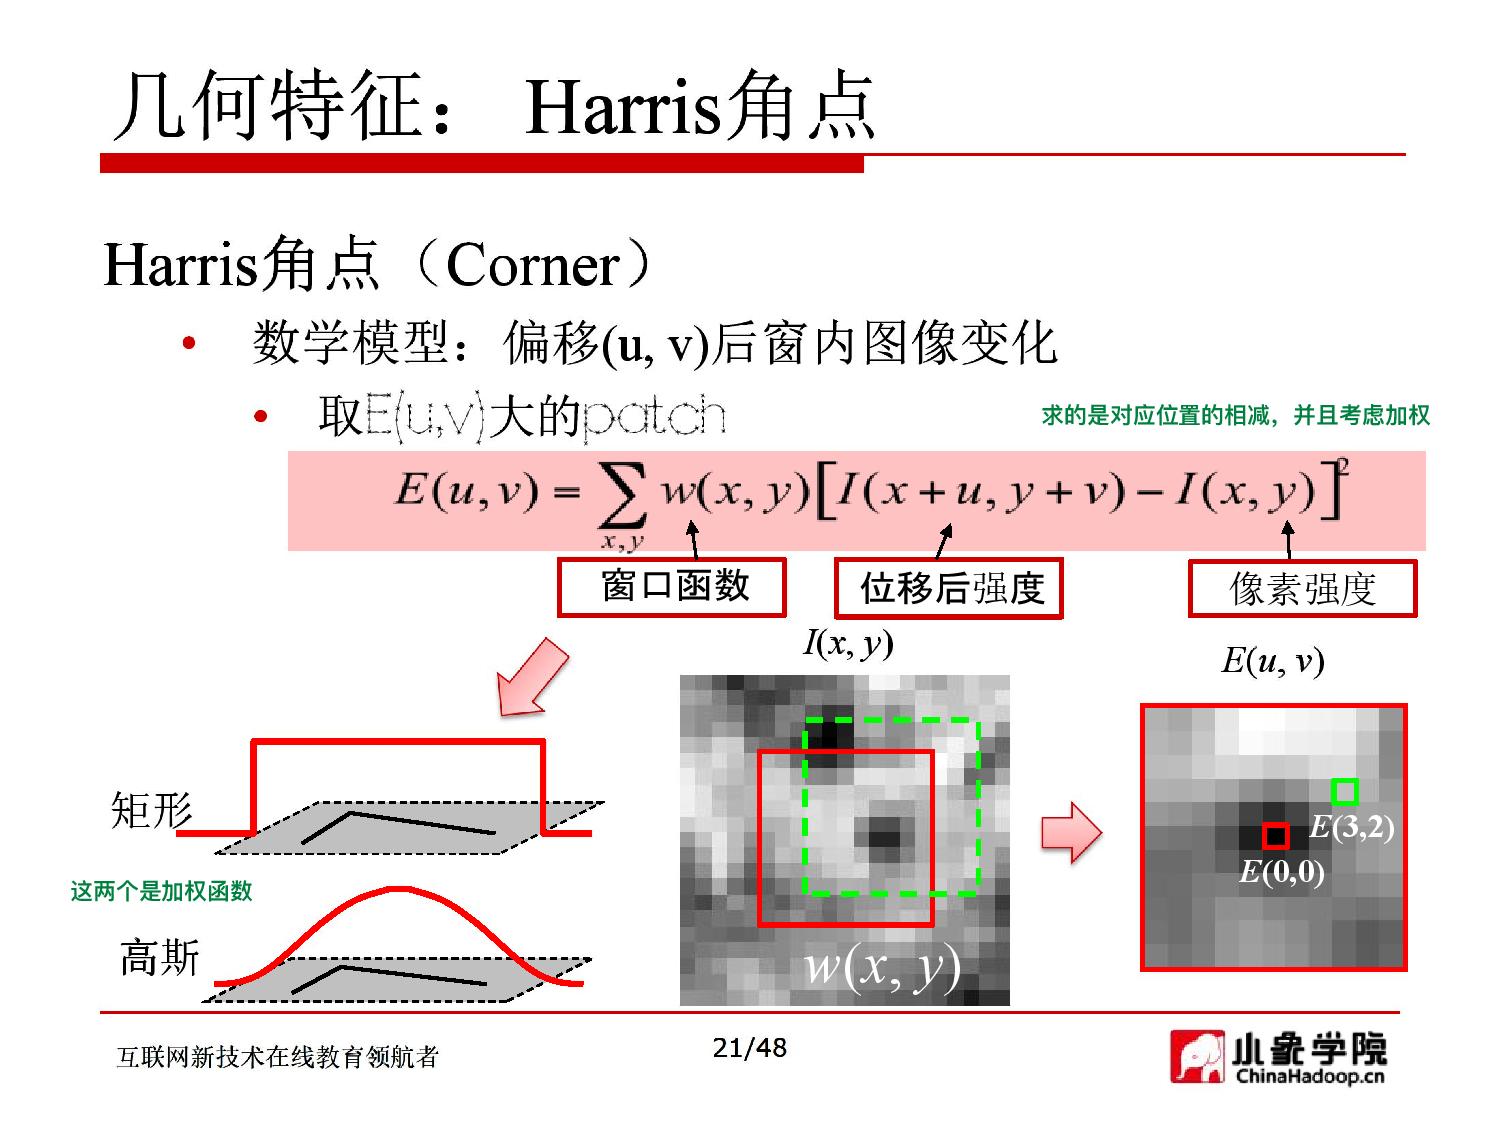 几何特征： Harris角点
Harris角点（Corner）
• 数学模型：偏移(u, v)后窗内图像变化
• 取E(u,v)大的patch
求的是对应位置的相减，并且考虑加权
E(u,v) = ∑x,y w(x,y)[I(x+u,y+v) − I(x,y)]²
窗口函数 位移后强度 像素强度
I(x, y)
E(u, v)
矩形
E(3,2)
E(0,0)
这两个是加权函数
高斯
w(x, y)
互联网新技术在线教育领航者
21/48
小象学院
ChinaHadoop.cn